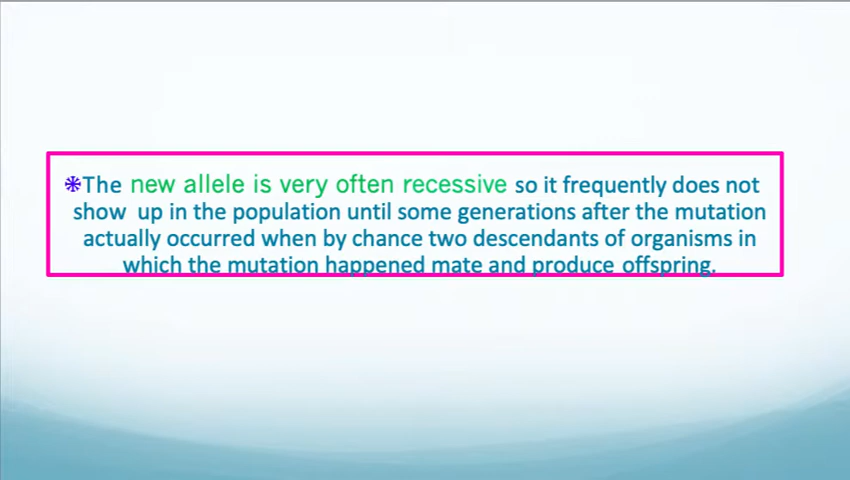 *The new allele is very often recessive so it frequently does not
show up in the population until some generations after the mutation
actually occurred when by chance two descendants of organisms in
which the mutation happened mate and produce offspring.